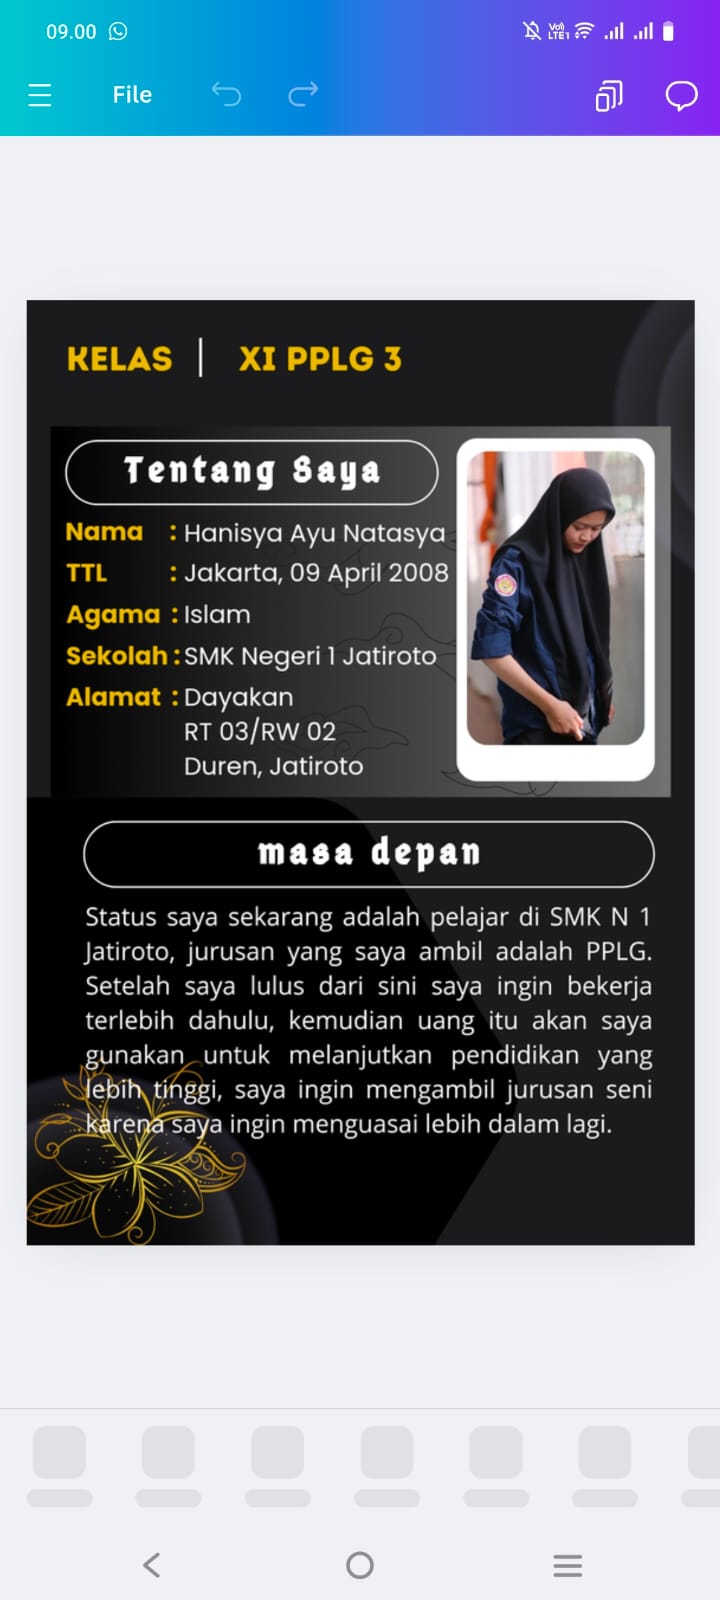 09.00
Vo))
LTE1
File
KELAS | XI PPLG 3
Tentang Saya
Nama : Hanisya Ayu Natasya
TTL : Jakarta, 09 April 2008
Agama : Islam
Sekolah : SMK Negeri 1 Jatiroto
Alamat : Dayakan
RT 03/RW 02
Duren, Jatiroto
masa depan
Status saya sekarang adalah pelajar di SMK N 1
Jatiroto, jurusan yang saya ambil adalah PPLG.
Setelah saya lulus dari sini saya ingin bekerja
terlebih dahulu, kemudian uang itu akan saya
gunakan untuk melanjutkan pendidikan yang
lebih tinggi, saya ingin mengambil jurusan seni
karena saya ingin menguasai lebih dalam lagi.